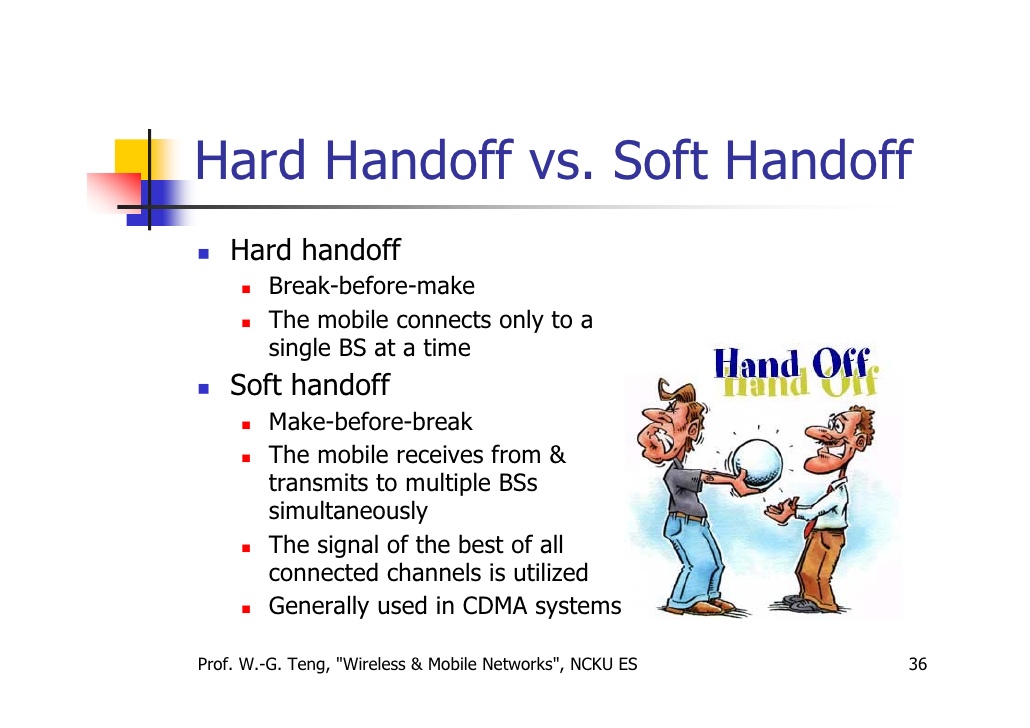 Hard Handoff vs. Soft Handoff
Hard handoff
Break-before-make
The mobile connects only to a
single BS at a time
Soft handoff
Make-before-break
The mobile receives from &
transmits to multiple BSs
simultaneously
The signal of the best of all
connected channels is utilized
Generally used in CDMA systems
Hand Off
Hand Off
Prof. W.-G. Teng, "Wireless & Mobile Networks", NCKU ES
36